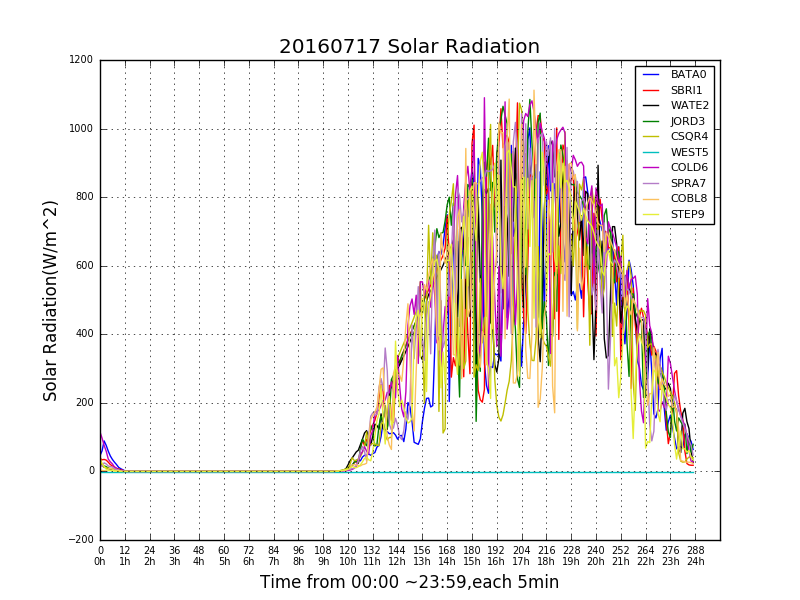 20160717 Solar Radiation
1200
1000
800
600
400
200
0
−200
Solar Radiation(W/m^2)
BATA0
SBRI1
WATE2
JORD3
CSQR4
WEST5
COLD6
SPRA7
COBL8
STEP9
0 12 24 36 48 60 72 84 96 108 120 132 144 156 168 180 192 204 216 228 240 252 264 276 288
0h 1h 2h 3h 4h 5h 6h 7h 8h 9h 10h 11h 12h 13h 14h 15h 16h 17h 18h 19h 20h 21h 22h 23h 24h
Time from 00:00 ~23:59,each 5min